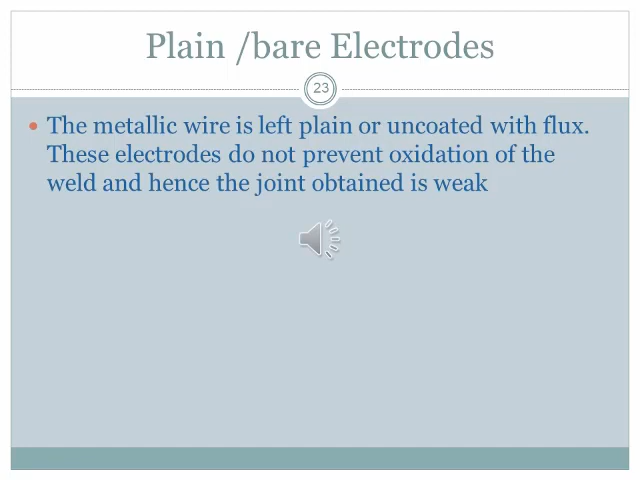 Plain /bare Electrodes
23
• The metallic wire is left plain or uncoated with flux.
These electrodes do not prevent oxidation of the
weld and hence the joint obtained is weak